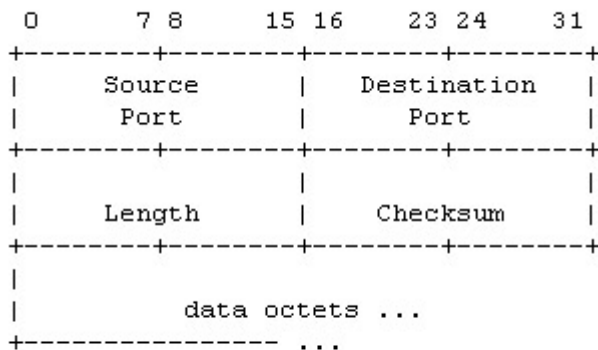 0      7 8     15 16    23 24    31
+--------+--------+--------+--------+
|     Source      |   Destination   |
|      Port       |      Port       |
+--------+--------+--------+--------+
|                 |                 |
|     Length      |    Checksum     |
+--------+--------+--------+--------+
|
|          data octets ...
+---------------- ...